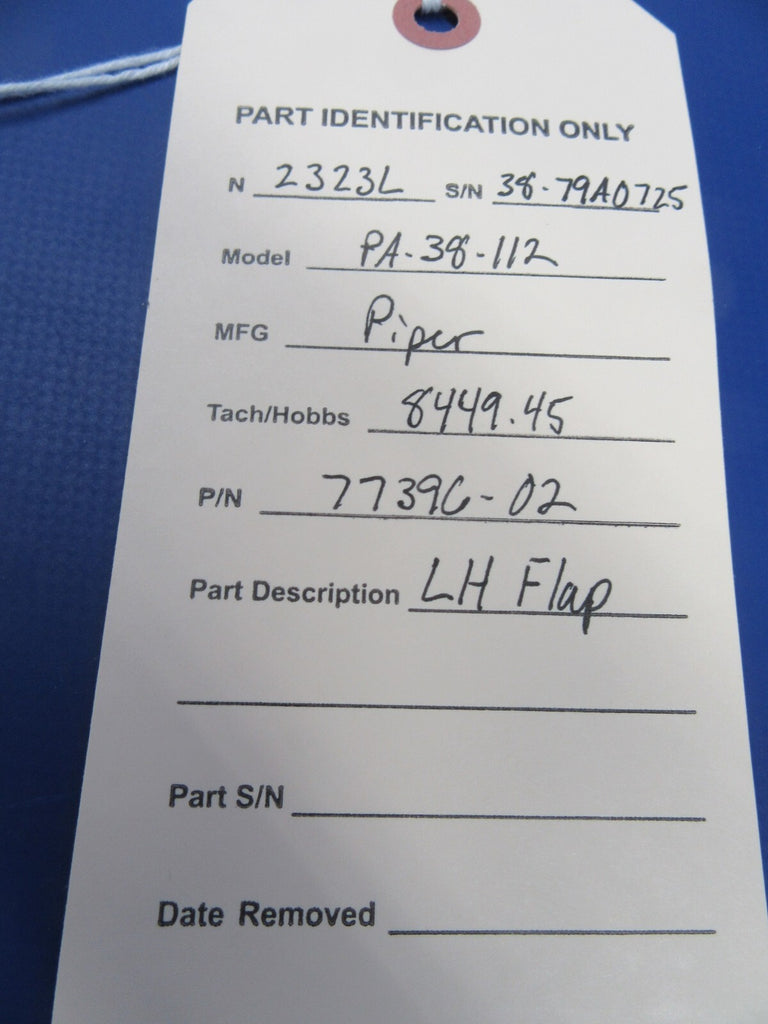 PART IDENTIFICATION ONLY
N 2323L S/N 38-79A0725
Model PA-38-112
MFG Piper
Tach/Hobbs 8449.45
P/N 77396-02
Part Description LH Flap
Part S/N
Date Removed